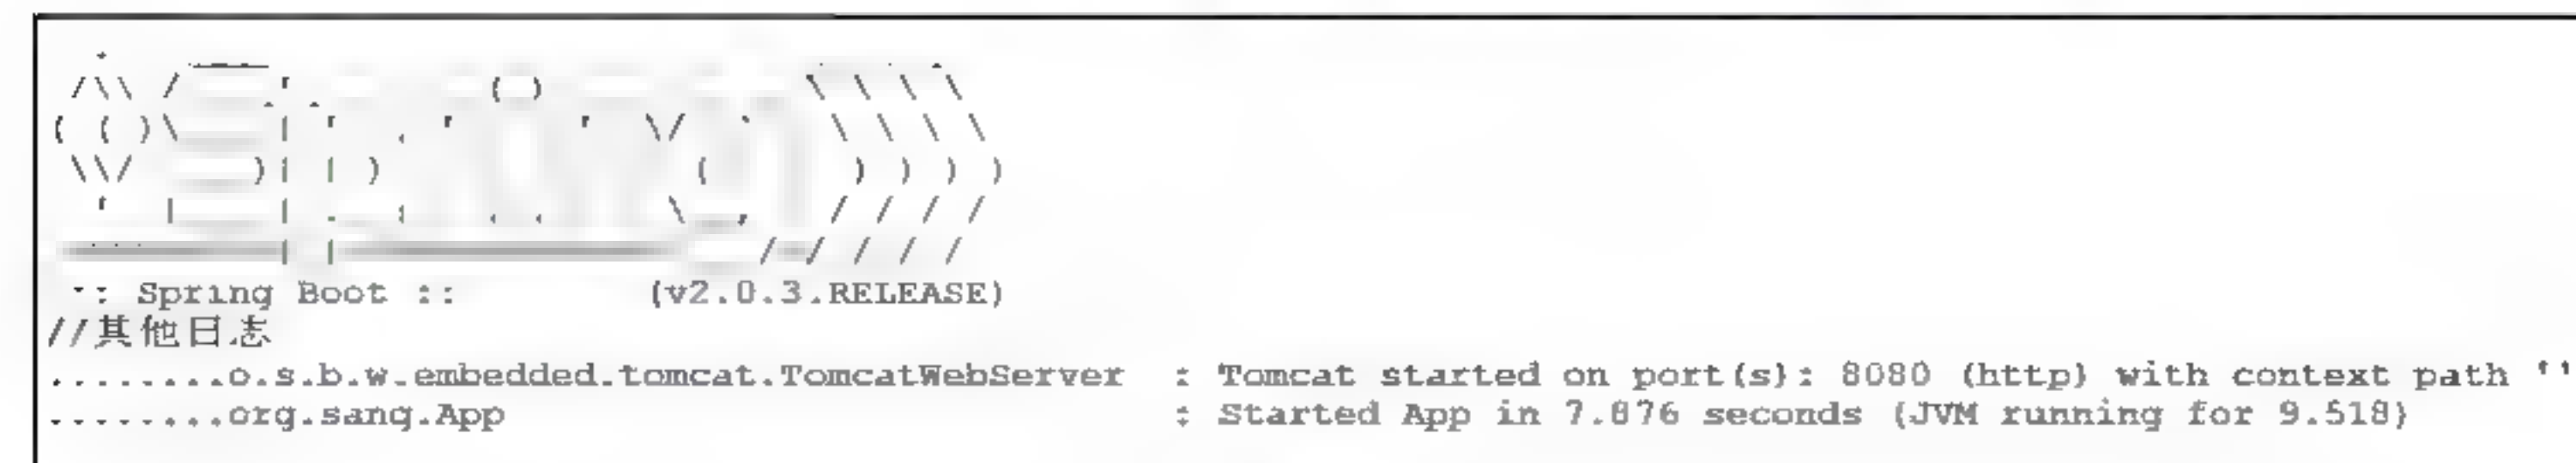 :: Spring Boot ::        (v2.0.3.RELEASE)
//其他日志
........o.s.b.w.embedded.tomcat.TomcatWebServer  : Tomcat started on port(s): 8080 (http) with context path ''
........org.sang.App                             : Started App in 7.876 seconds (JVM running for 9.518)